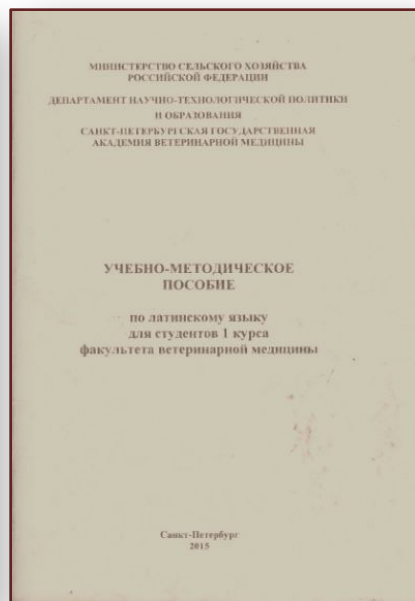 МИНИСТЕРСТВО СЕЛЬСКОГО ХОЗЯЙСТВА
РОССИЙСКОЙ ФЕДЕРАЦИИ
ДЕПАРТАМЕНТ НАУЧНО-ТЕХНОЛОГИЧЕСКОЙ ПОЛИТИКИ
И ОБРАЗОВАНИЯ
САНКТ-ПЕТЕРБУРГСКАЯ ГОСУДАРСТВЕННАЯ
АКАДЕМИЯ ВЕТЕРИНАРНОЙ МЕДИЦИНЫ
УЧЕБНО-МЕТОДИЧЕСКОЕ
ПОСОБИЕ
по латинскому языку
для студентов 1 курса
факультета ветеринарной медицины
Санкт-Петербург
2015